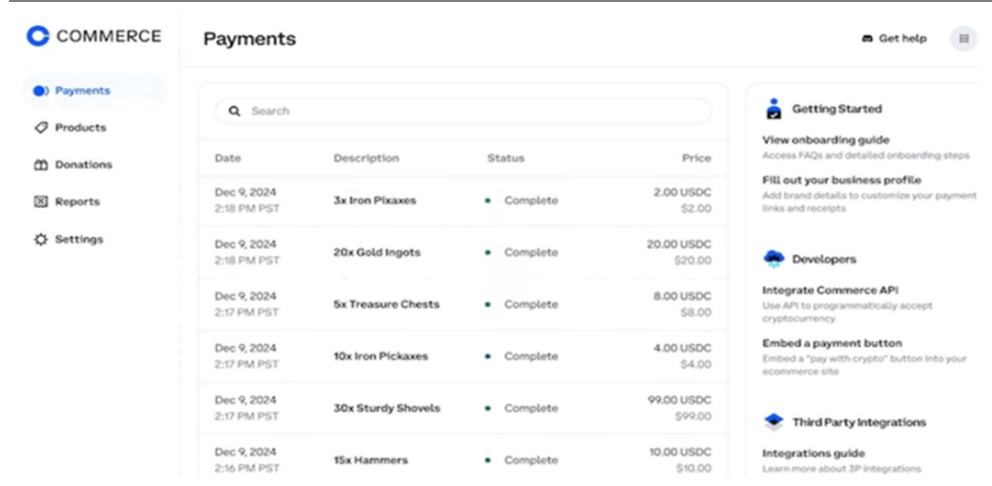 COMMERCE
Payments
Get help
Payments
Products
Donations
Reports
Settings
Search
Date Description Status Price
Dec 9, 2024
2:18 PM PST
3x Iron Pixaxes
Complete
2.00 USDC
$2.00
Dec 9, 2024
2:18 PM PST
20x Gold Ingots
Complete
20.00 USDC
$20.00
Dec 9, 2024
2:17 PM PST
5x Treasure Chests
Complete
8.00 USDC
$8.00
Dec 9, 2024
2:17 PM PST
10x Iron Pickaxes
Complete
4.00 USDC
$4.00
Dec 9, 2024
2:17 PM PST
30x Sturdy Shovels
Complete
99.00 USDC
$99.00
Dec 9, 2024
2:16 PM PST
15x Hammers
Complete
10.00 USDC
$10.00
Getting Started
View onboarding guide
Access FAQs and detailed onboarding steps
Fill out your business profile
Add brand details to customize your payment
links and receipts
Developers
Integrate Commerce API
Use API to programmatically accept
cryptocurrency
Embed a payment button
Embed a "pay with crypto" button into your
ecommerce site
Third Party Integrations
Integrations guide
Learn more about 3P integrations